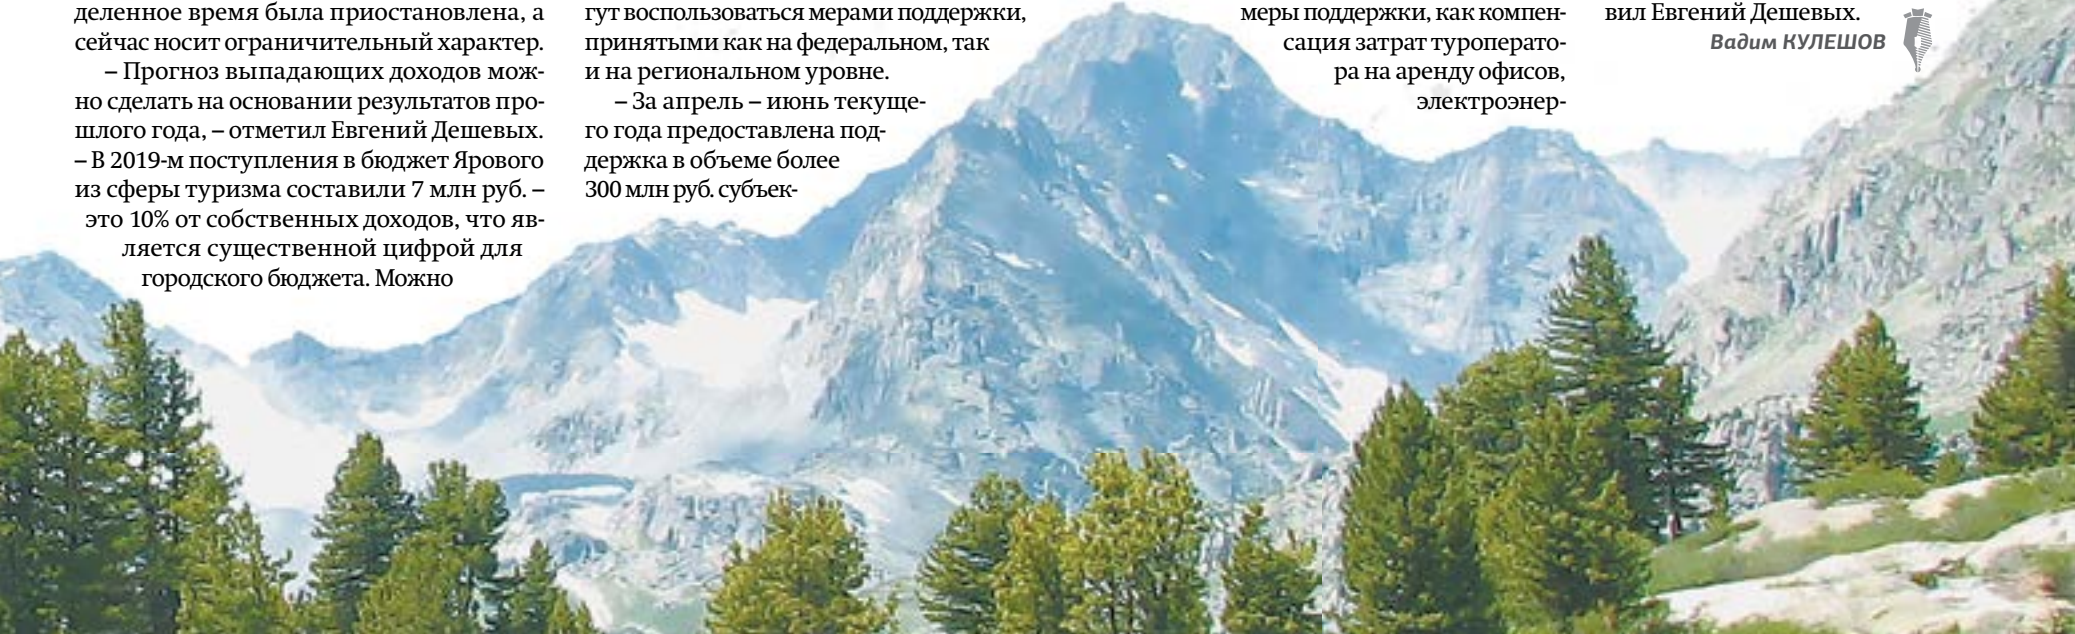 деленное время была приостановлена, а
сейчас носит ограничительный характер.
– Прогноз выпадающих доходов мож-
но сделать на основании результатов про-
шлого года, – отметил Евгений Дешевых.
– В 2019-м поступления в бюджет Ярового
из сферы туризма составили 7 млн руб. –
это 10% от собственных доходов, что яв-
ляется существенной цифрой для
городского бюджета. Можно
гут воспользоваться мерами поддержки,
принятыми как на федеральном, так
и на региональном уровне.
– За апрель – июнь текуще-
го года предоставлена под-
держка в объеме более
300 млн руб. субъек-
меры поддержки, как компен-
сация затрат туроперато-
ра на аренду офисов,
электроэнер-
вил Евгений Дешевых.
Вадим КУЛЕШОВ